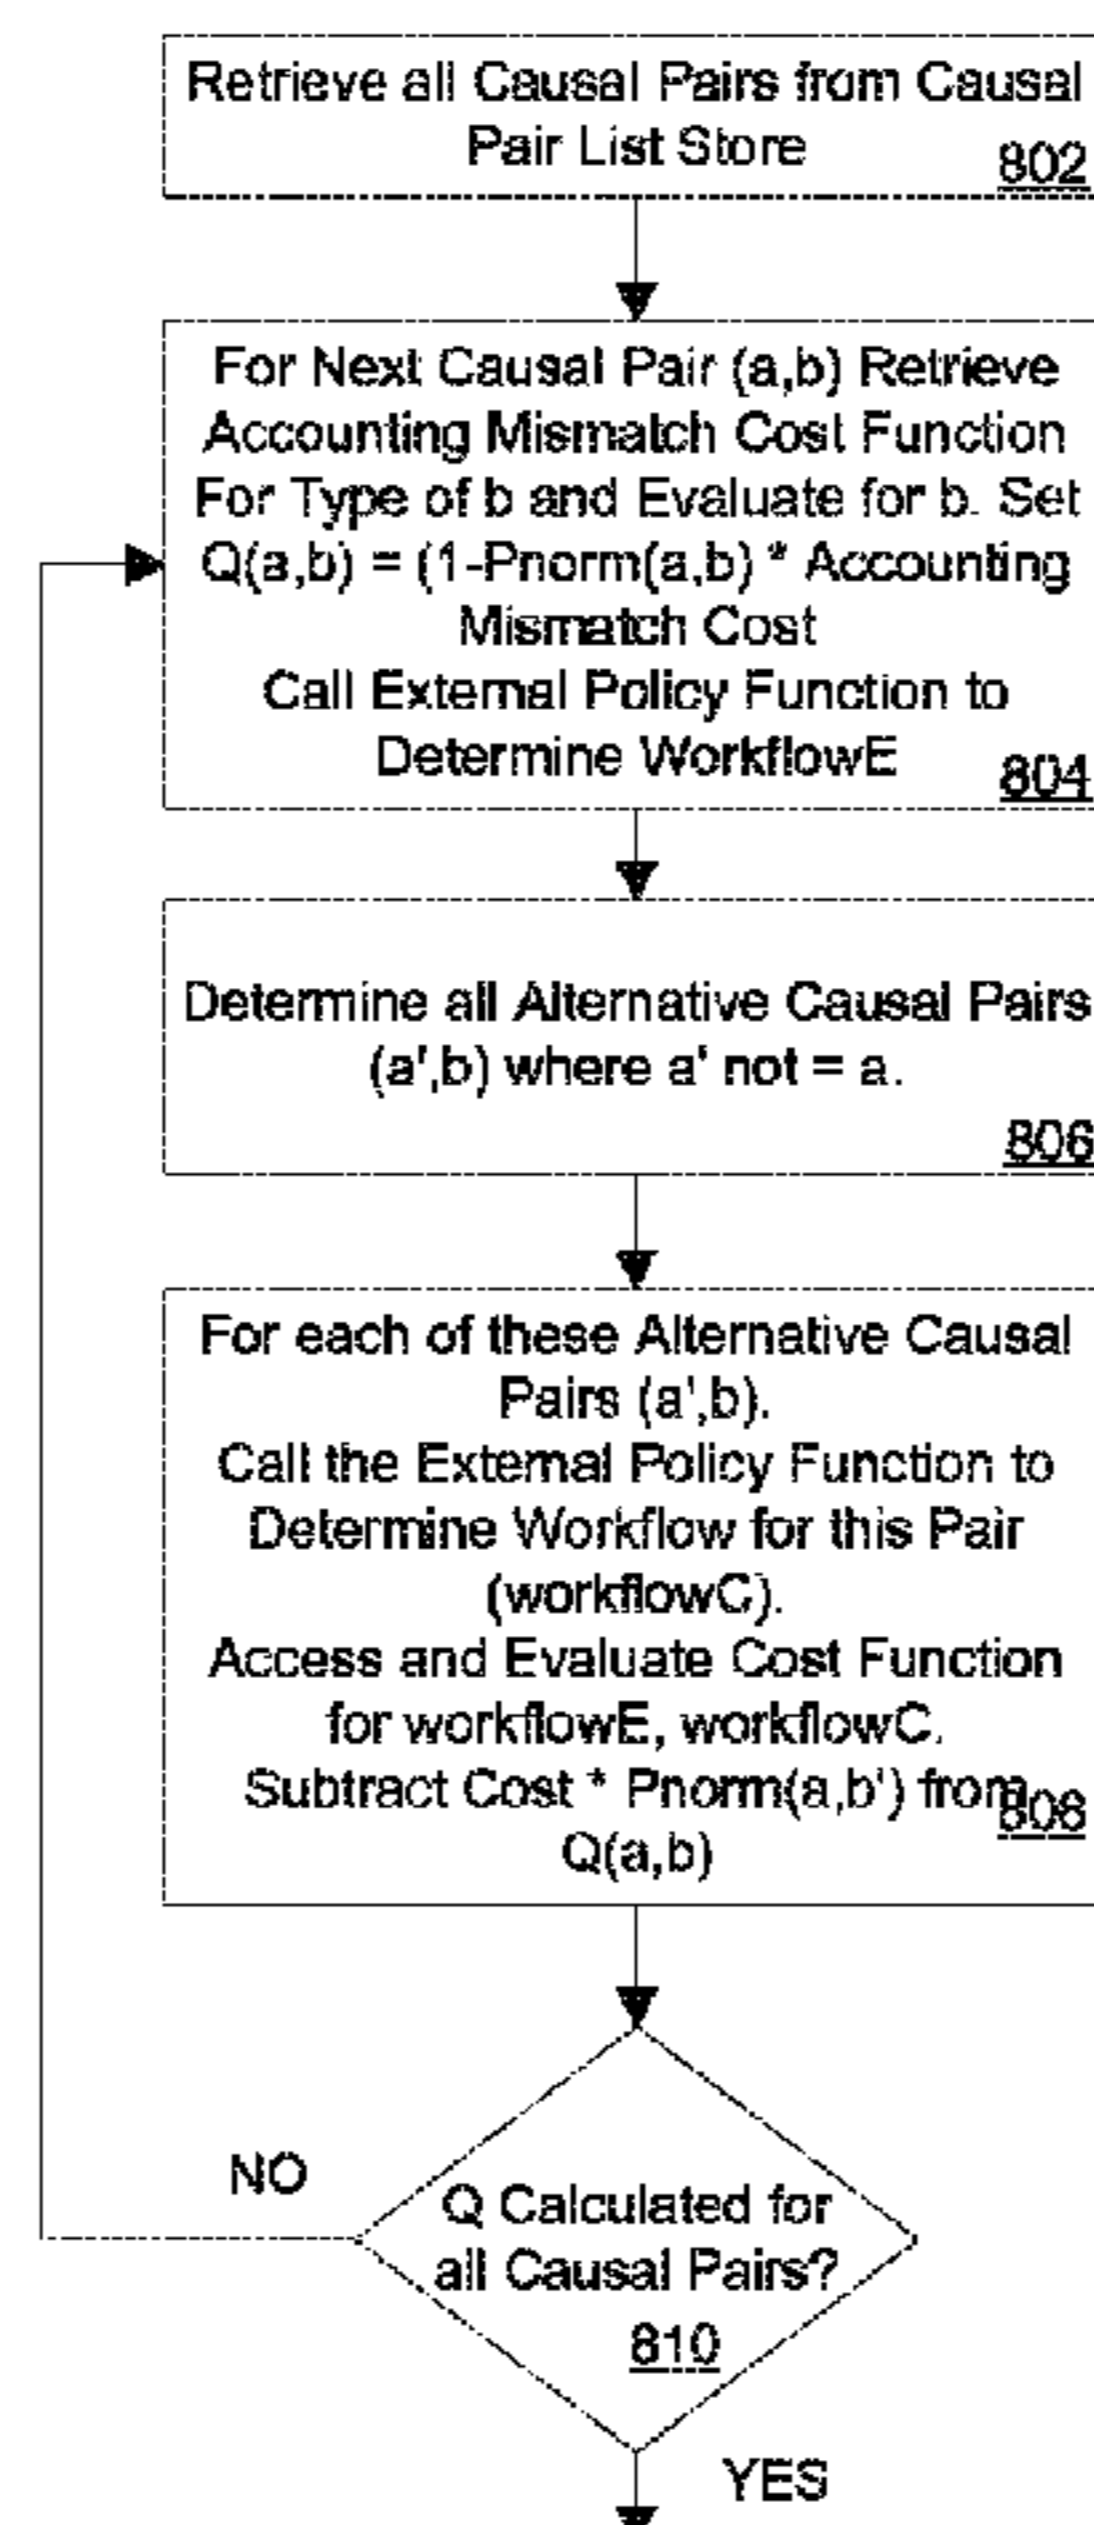 Retrieve all Causal Pairs from Causal
Pair List Store
802
For Next Causal Pair (a,b) Retrieve
Accounting Mismatch Cost Function
For Type of b and Evaluate for b. Set
Q(a,b) = (1-Pnorm(a,b) * Accounting
Mismatch Cost
Call External Policy Function to
Determine WorkflowE
804
Determine all Alternative Causal Pairs
(a',b) where a' not = a.
806
For each of these Alternative Causal
Pairs (a',b).
Call the External Policy Function to
Determine Workflow for this Pair
(workflowC).
Access and Evaluate Cost Function
for workflowE, workflowC.
Subtract Cost * Pnorm(a,b') from
808
Q(a,b)
NO
Q Calculated for
all Causal Pairs?
810
YES